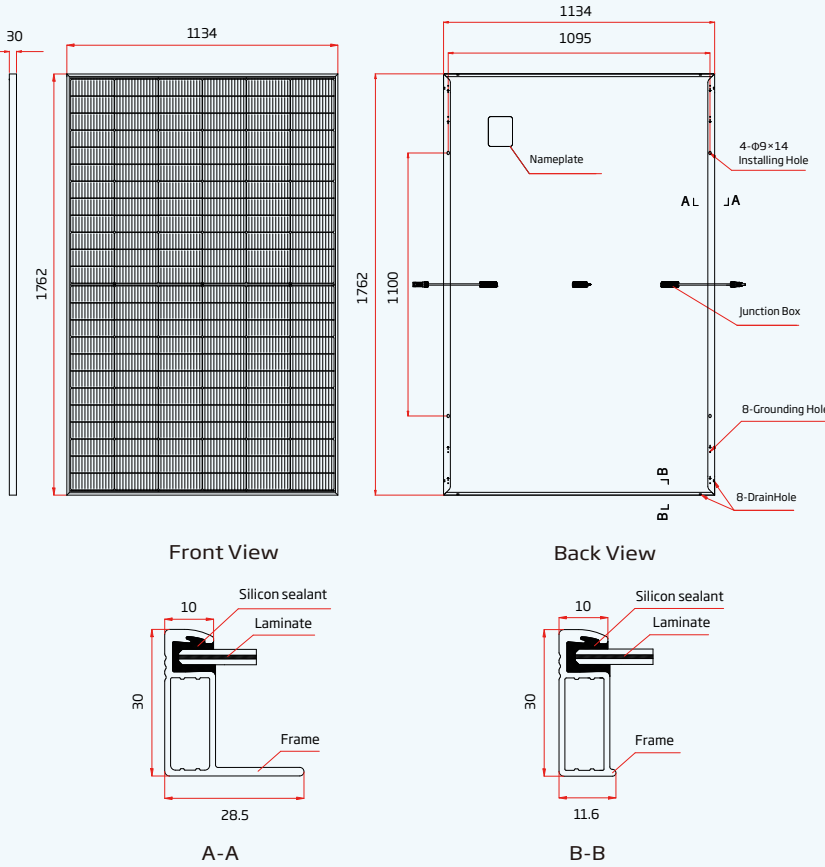 30
1134
1762
Front View
1134
1095
Nameplate
4-Φ9×14
Installing Hole
A
A
1762
1100
Junction Box
8-Grounding Hole
B
B
8-DrainHole
Back View
10
Silicon sealant
Laminate
30
Frame
28.5
A-A
10
Silicon sealant
Laminate
30
Frame
11.6
B-B